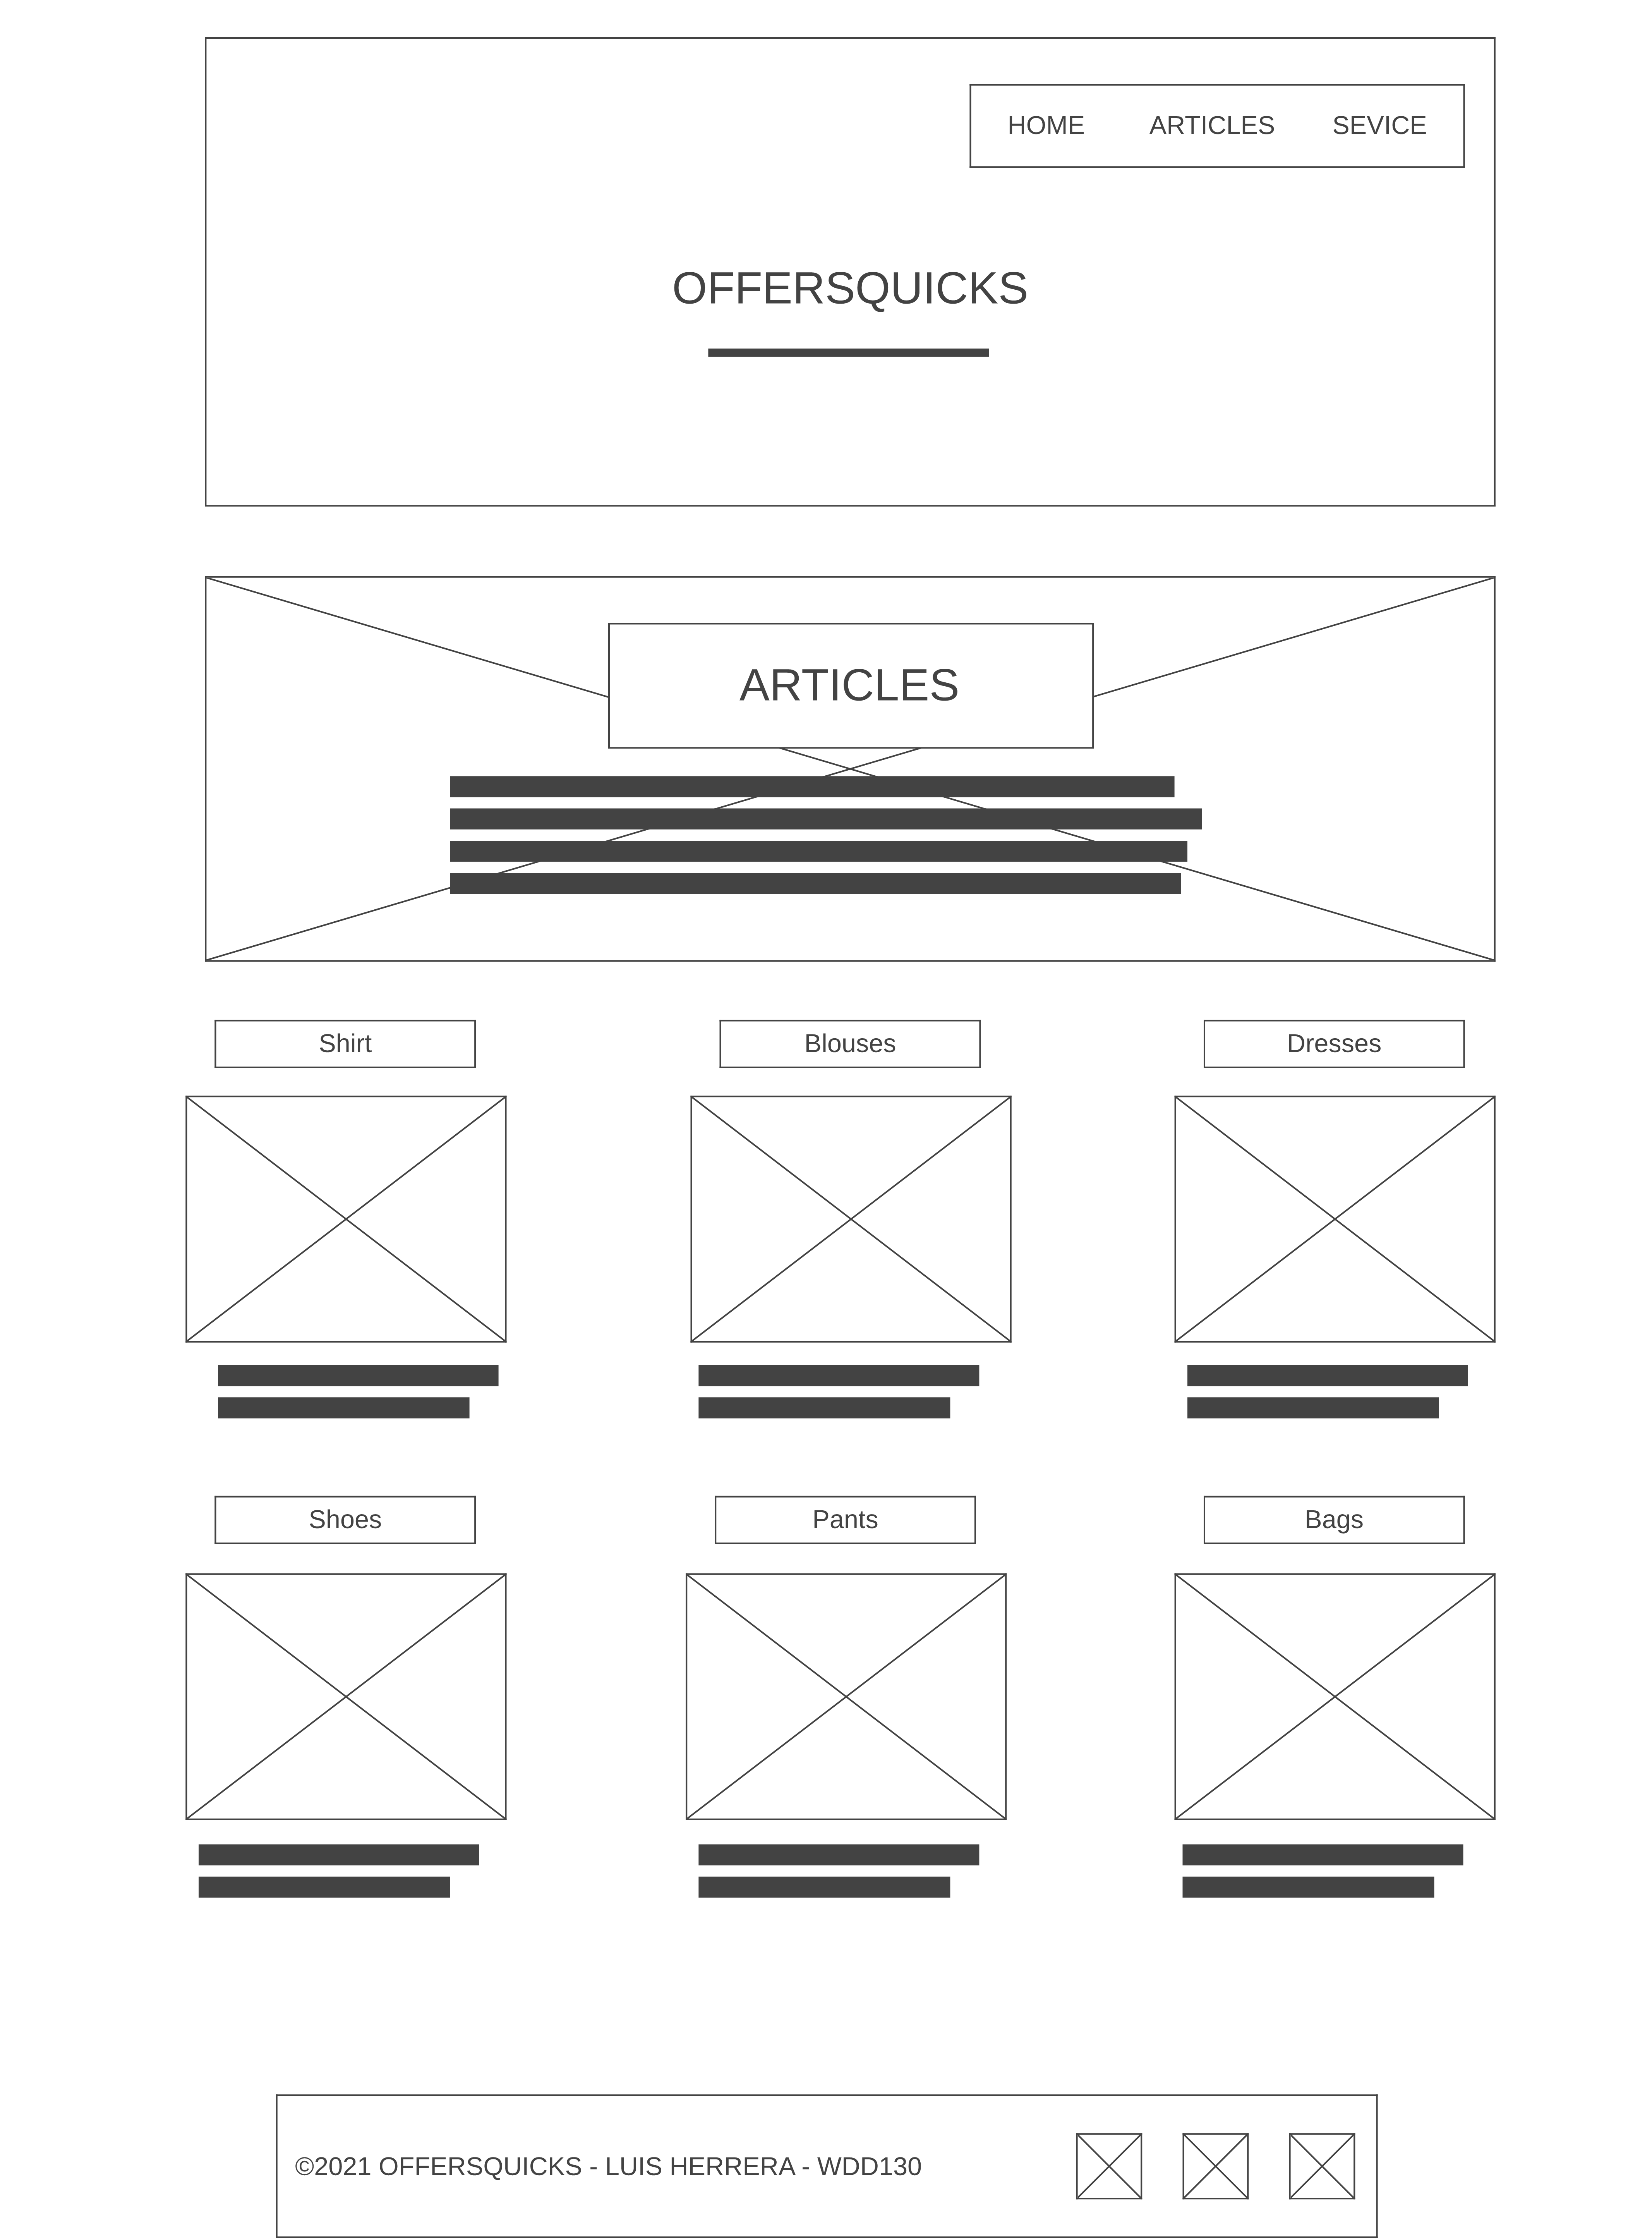 HOME ARTICLES SEVICE
OFFERSQUICKS
ARTICLES
Shirt Blouses Dresses
Shoes Pants Bags
©2021 OFFERSQUICKS - LUIS HERRERA - WDD130